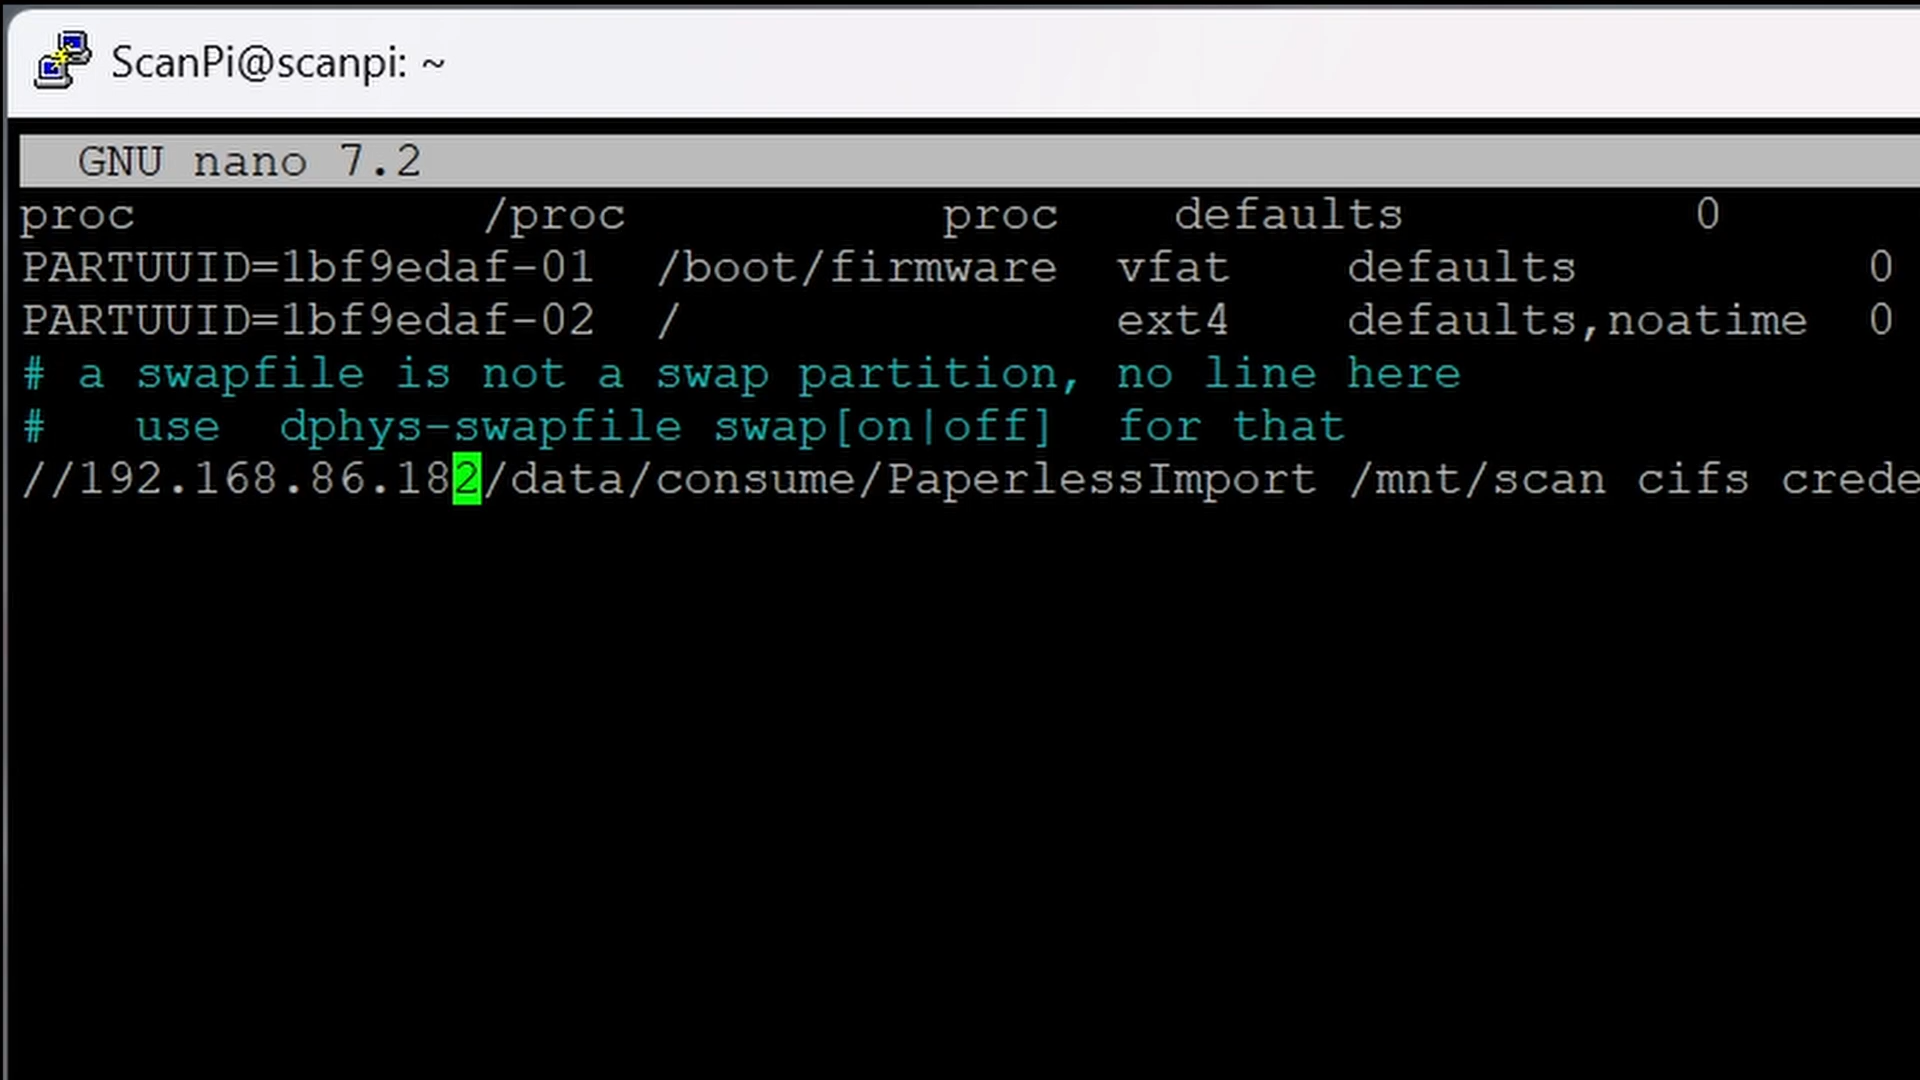 ScanPi@scanpi: ~
GNU nano 7.2
proc /proc proc defaults 0
PARTUUID=1bf9edaf-01 /boot/firmware vfat defaults 0
PARTUUID=1bf9edaf-02 / ext4 defaults,noatime 0
# a swapfile is not a swap partition, no line here
# use dphys-swapfile swap[on|off] for that
//192.168.86.182/data/consume/PaperlessImport /mnt/scan cifs crede